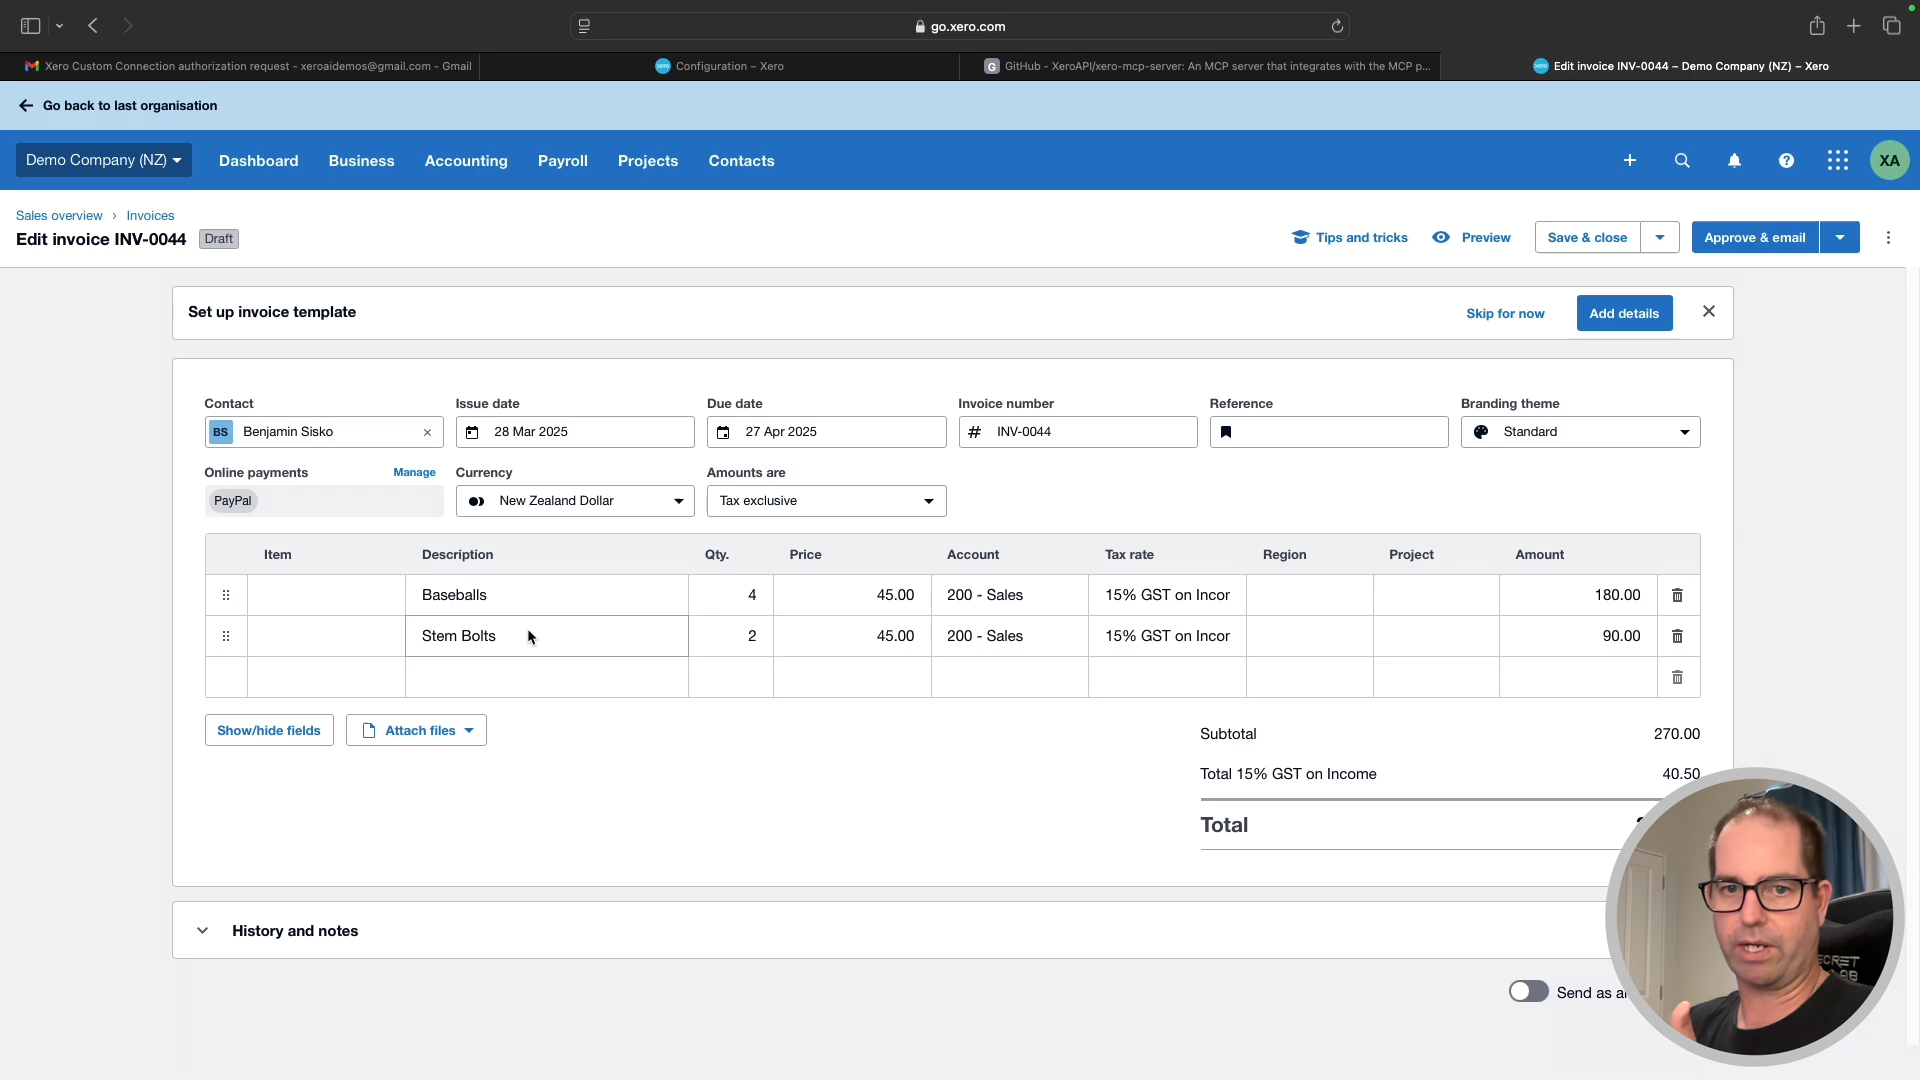 go.xero.com
Xero Custom Connection authorization request - xeroaidemos@gmail.com - Gmail
xero Configuration – Xero
GitHub - XeroAPI/xero-mcp-server: An MCP server that integrates with the MCP p...
xero Edit invoice INV-0044 – Demo Company (NZ) – Xero
Go back to last organisation
Demo Company (NZ) Dashboard Business Accounting Payroll Projects Contacts XA
Sales overview › Invoices
Edit invoice INV-0044 Draft
Tips and tricks Preview Save & close Approve & email
Set up invoice template Skip for now Add details
Contact Issue date Due date Invoice number Reference Branding theme
BS Benjamin Sisko 28 Mar 2025 27 Apr 2025 # INV-0044 Standard
Online payments Manage Currency Amounts are
PayPal New Zealand Dollar Tax exclusive
Item Description Qty. Price Account Tax rate Region Project Amount
Baseballs 4 45.00 200 - Sales 15% GST on Incor 180.00
Stem Bolts 2 45.00 200 - Sales 15% GST on Incor 90.00
Show/hide fields Attach files
Subtotal 270.00
Total 15% GST on Income 40.50
Total
History and notes
Send as